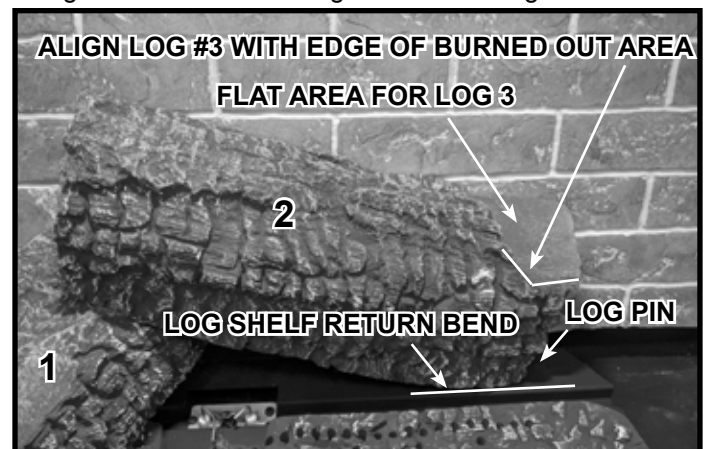 ALIGN LOG #3 WITH EDGE OF BURNED OUT AREA
FLAT AREA FOR LOG 3
2
LOG SHELF RETURN BEND
LOG PIN
1